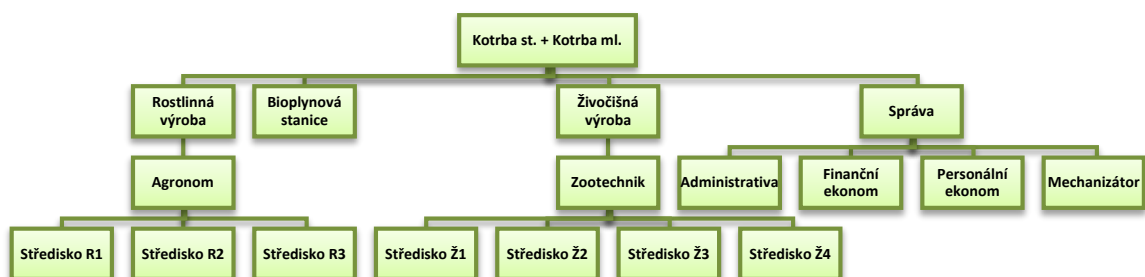 Kotrba st. + Kotrba ml.
Rostlinná
výroba
Bioplynová
stanice
Živočišná
výroba
Správa
Agronom
Zootechnik
Administrativa
Finanční
ekonom
Personální
ekonom
Mechanizátor
Středisko R1
Středisko R2
Středisko R3
Středisko Ž1
Středisko Ž2
Středisko Ž3
Středisko Ž4